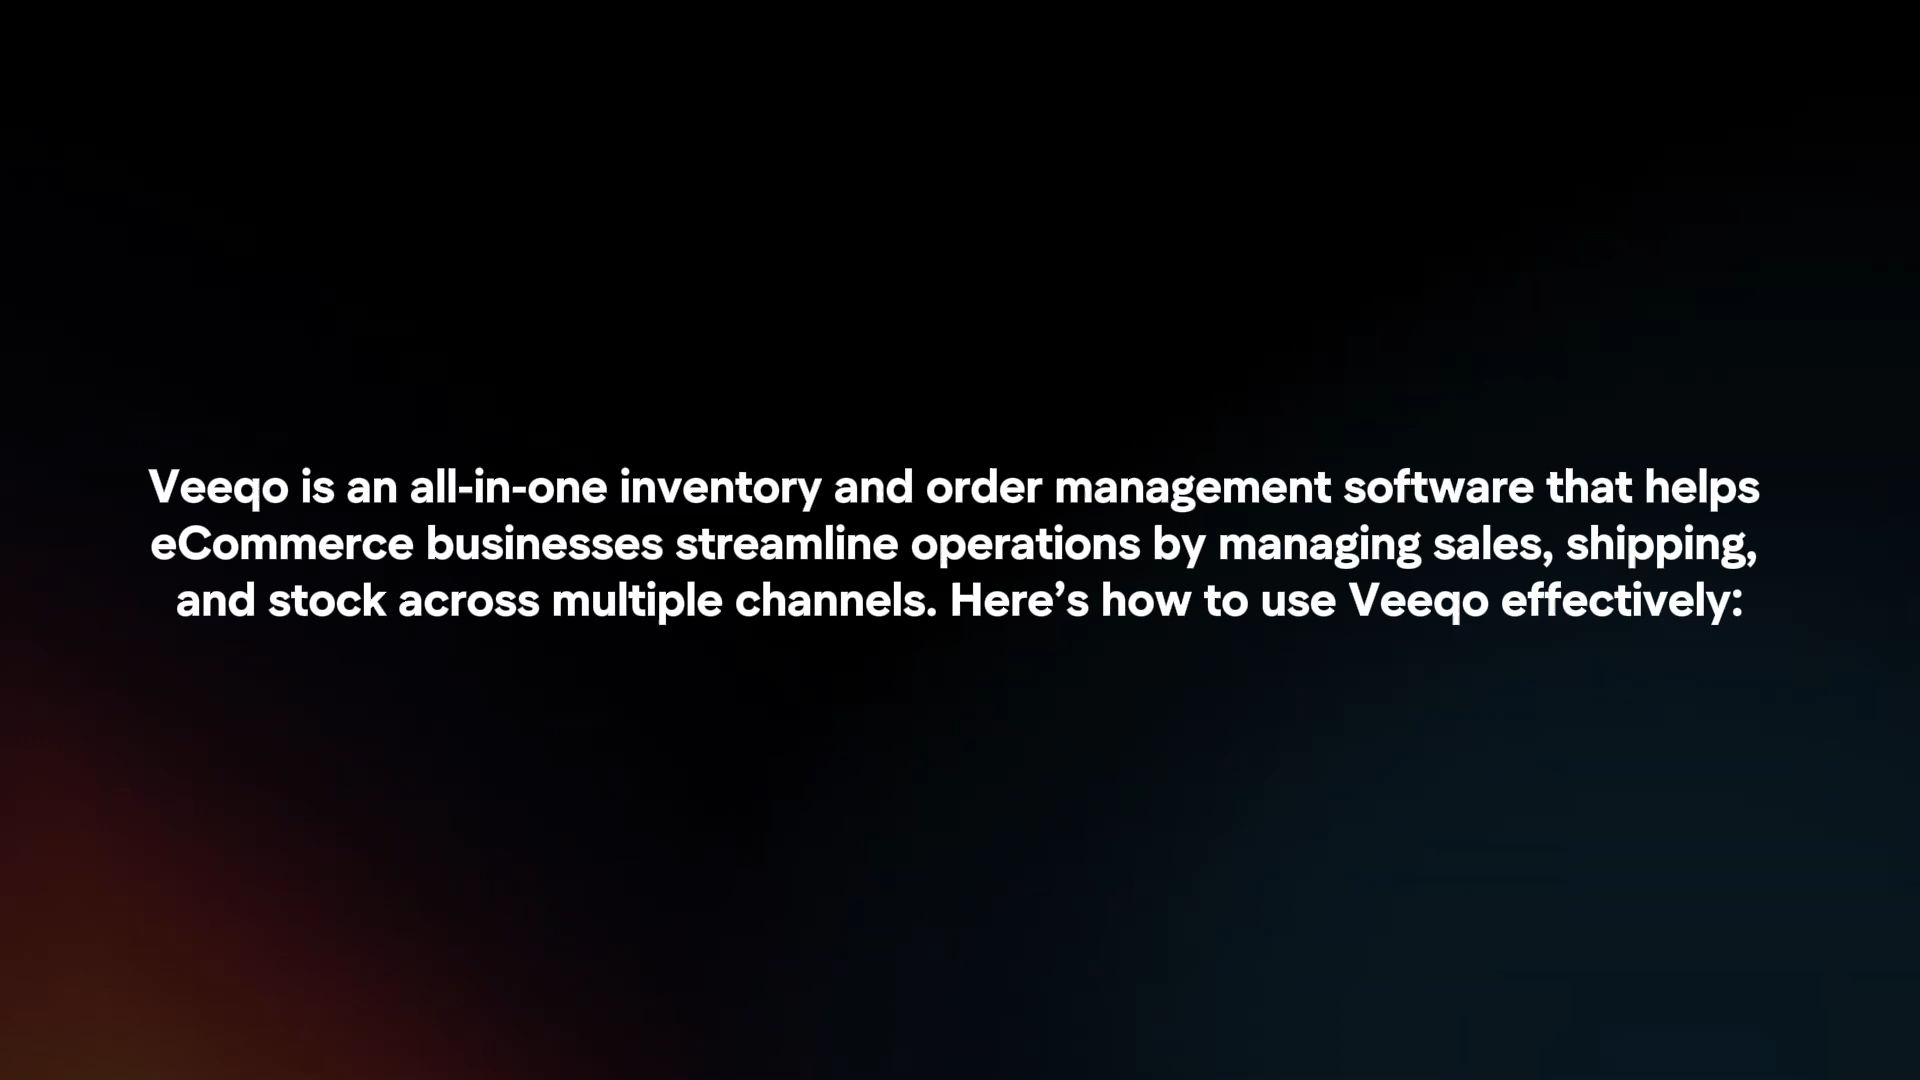 Veeqo is an all-in-one inventory and order management software that helps
eCommerce businesses streamline operations by managing sales, shipping,
and stock across multiple channels. Here’s how to use Veeqo effectively: